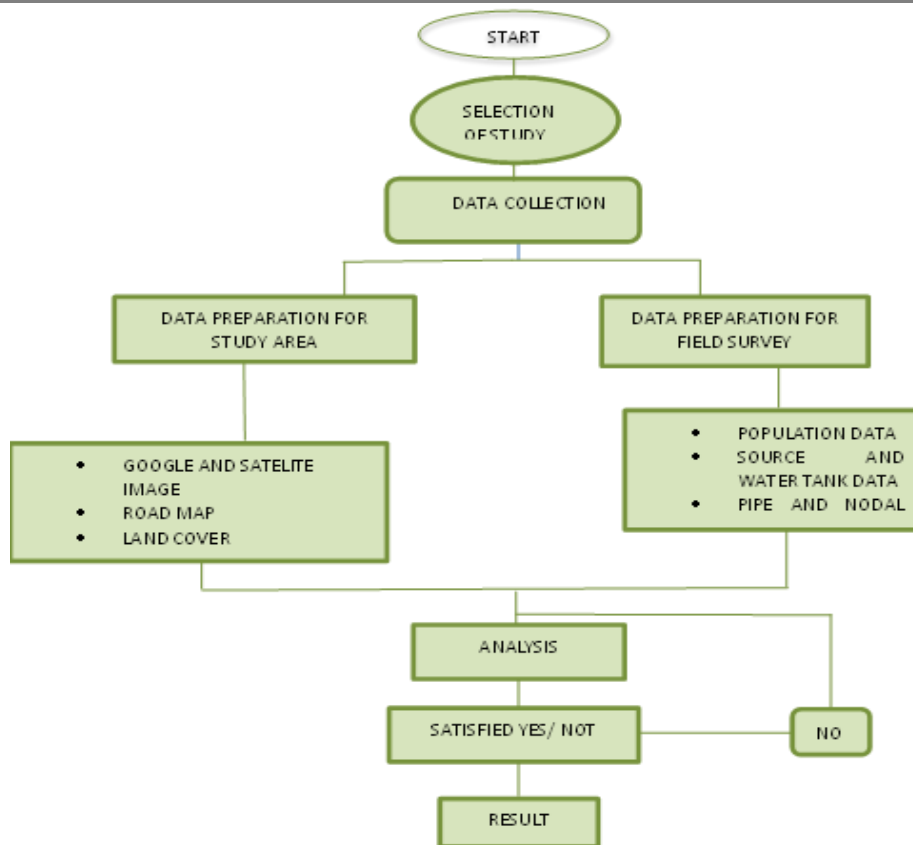 START
SELECTION
OF STUDY
DATA COLLECTION
DATA PREPARATION FOR
STUDY AREA
DATA PREPARATION FOR
FIELD SURVEY
• GOOGLE AND SATELITE
IMAGE
• ROAD MAP
• LAND COVER
• POPULATION DATA
• SOURCE AND
WATER TANK DATA
• PIPE AND NODAL
ANALYSIS
SATISFIED YES/ NOT
NO
RESULT